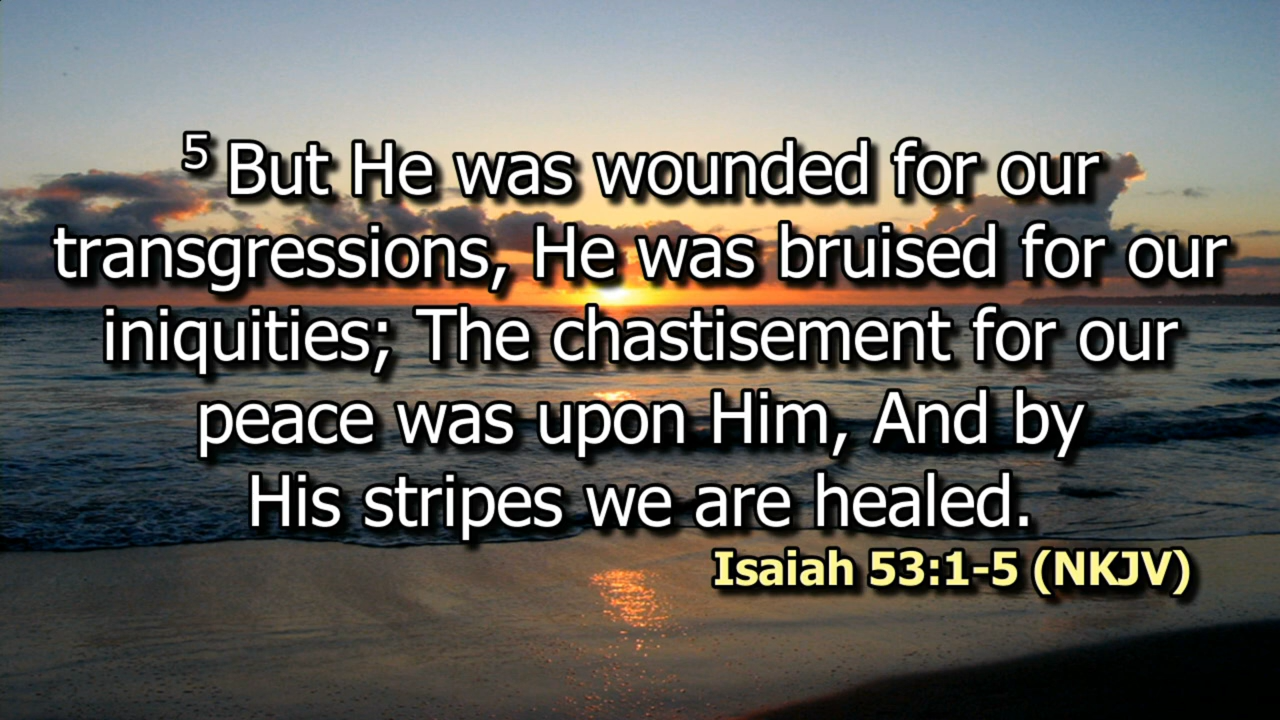 5 But He was wounded for our
transgressions, He was bruised for our
iniquities; The chastisement for our
peace was upon Him, And by
His stripes we are healed.
Isaiah 53:1-5 (NKJV)